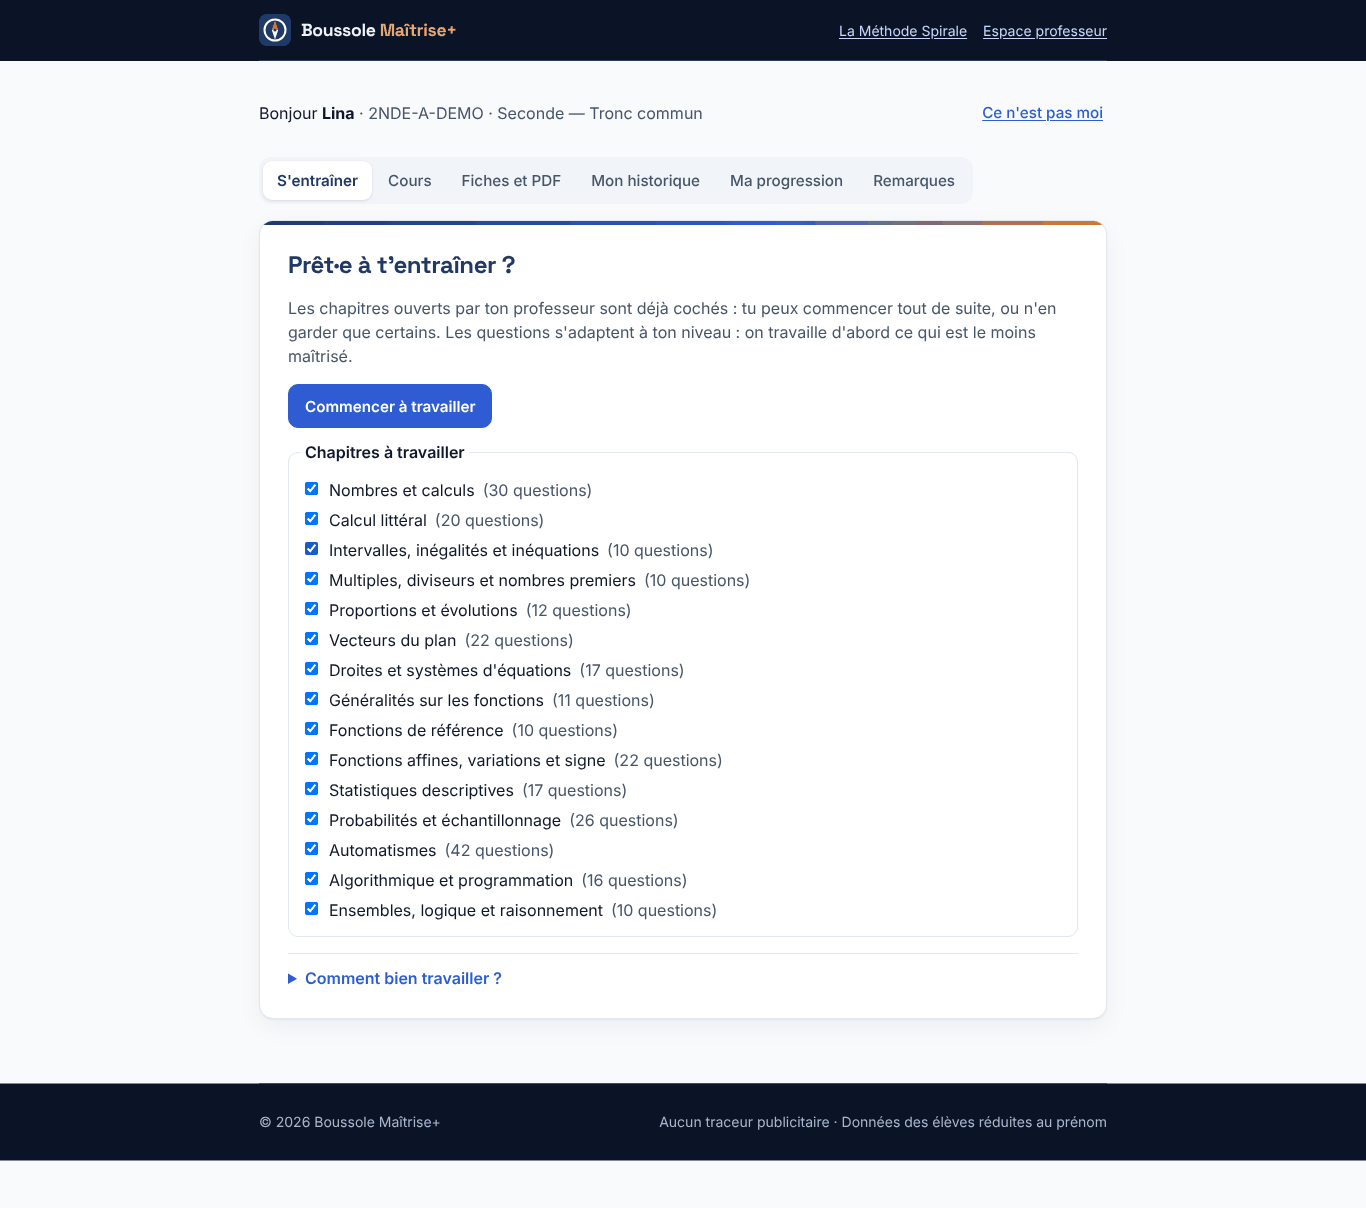 Boussole Maîtrise+
La Méthode Spirale
Espace professeur
Bonjour Lina · 2NDE-A-DEMO · Seconde — Tronc commun
Ce n'est pas moi
S'entraîner
Cours
Fiches et PDF
Mon historique
Ma progression
Remarques
Prêt·e à t'entraîner ?
Les chapitres ouverts par ton professeur sont déjà cochés : tu peux commencer tout de suite, ou n'en
garder que certains. Les questions s'adaptent à ton niveau : on travaille d'abord ce qui est le moins
maîtrisé.
Commencer à travailler
Chapitres à travailler
Nombres et calculs (30 questions)
Calcul littéral (20 questions)
Intervalles, inégalités et inéquations (10 questions)
Multiples, diviseurs et nombres premiers (10 questions)
Proportions et évolutions (12 questions)
Vecteurs du plan (22 questions)
Droites et systèmes d'équations (17 questions)
Généralités sur les fonctions (11 questions)
Fonctions de référence (10 questions)
Fonctions affines, variations et signe (22 questions)
Statistiques descriptives (17 questions)
Probabilités et échantillonnage (26 questions)
Automatismes (42 questions)
Algorithmique et programmation (16 questions)
Ensembles, logique et raisonnement (10 questions)
Comment bien travailler ?
© 2026 Boussole Maîtrise+
Aucun traceur publicitaire · Données des élèves réduites au prénom